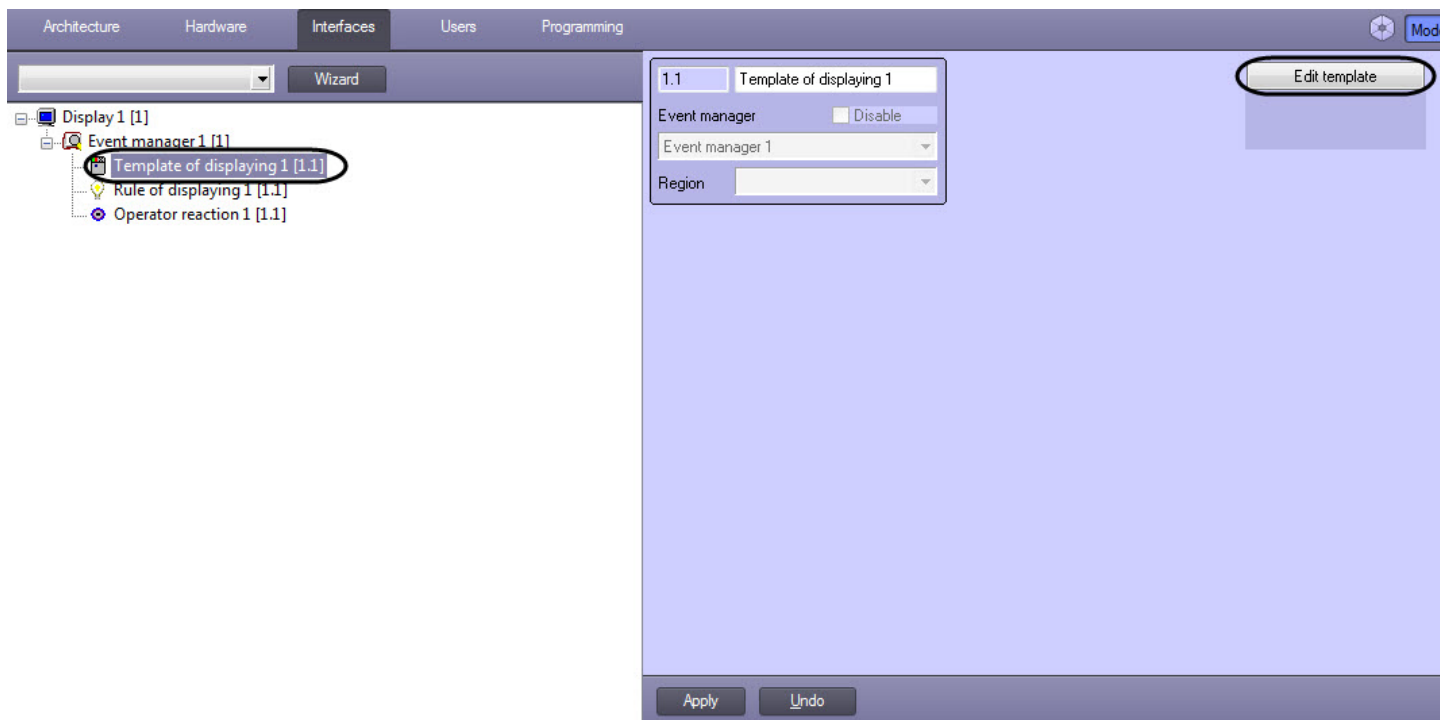 Architecture Hardware Interfaces Users Programming
Wizard
Display 1 [1]
Event manager 1 [1]
Template of displaying 1 [1.1]
Rule of displaying 1 [1.1]
Operator reaction 1 [1.1]
1.1 Template of displaying 1
Event manager Disable
Event manager 1
Region
Edit template
Apply Undo